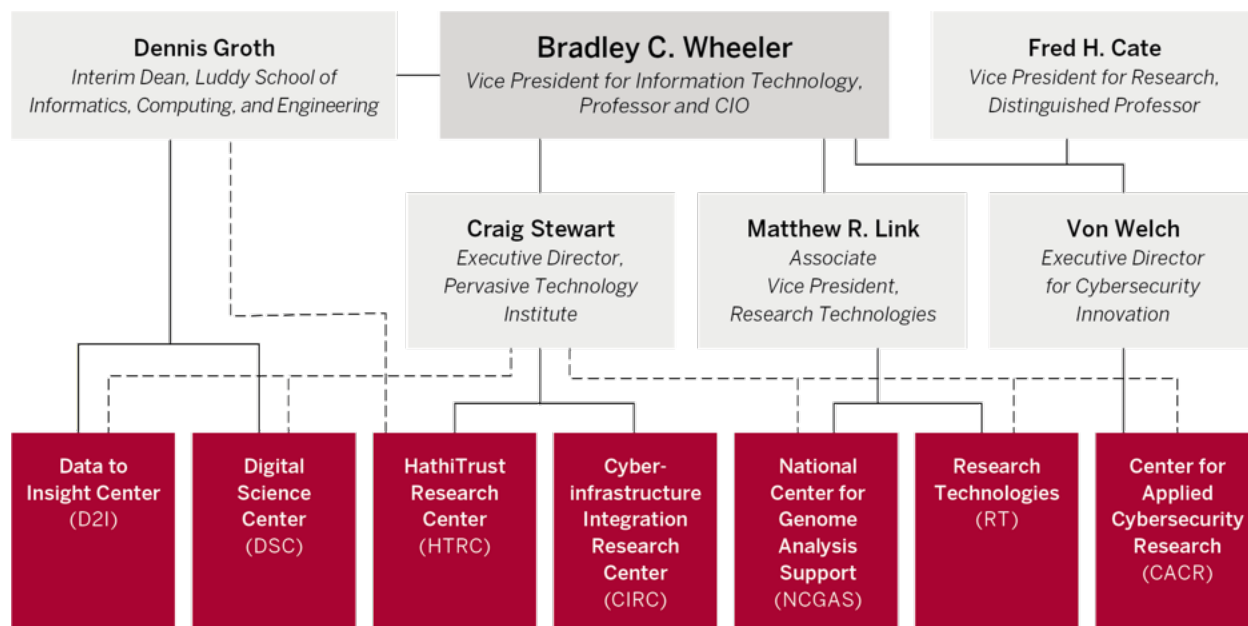 Dennis Groth
Interim Dean, Luddy School of
Informatics, Computing, and Engineering
Bradley C. Wheeler
Vice President for Information Technology,
Professor and CIO
Fred H. Cate
Vice President for Research,
Distinguished Professor
Craig Stewart
Executive Director,
Pervasive Technology
Institute
Matthew R. Link
Associate
Vice President,
Research Technologies
Von Welch
Executive Director
for Cybersecurity
Innovation
Data to
Insight Center
(D2I)
Digital
Science
Center
(DSC)
HathiTrust
Research
Center
(HTRC)
Cyber-
infrastructure
Integration
Research
Center
(CIRC)
National
Center for
Genome
Analysis
Support
(NCGAS)
Research
Technologies
(RT)
Center for
Applied
Cybersecurity
Research
(CACR)